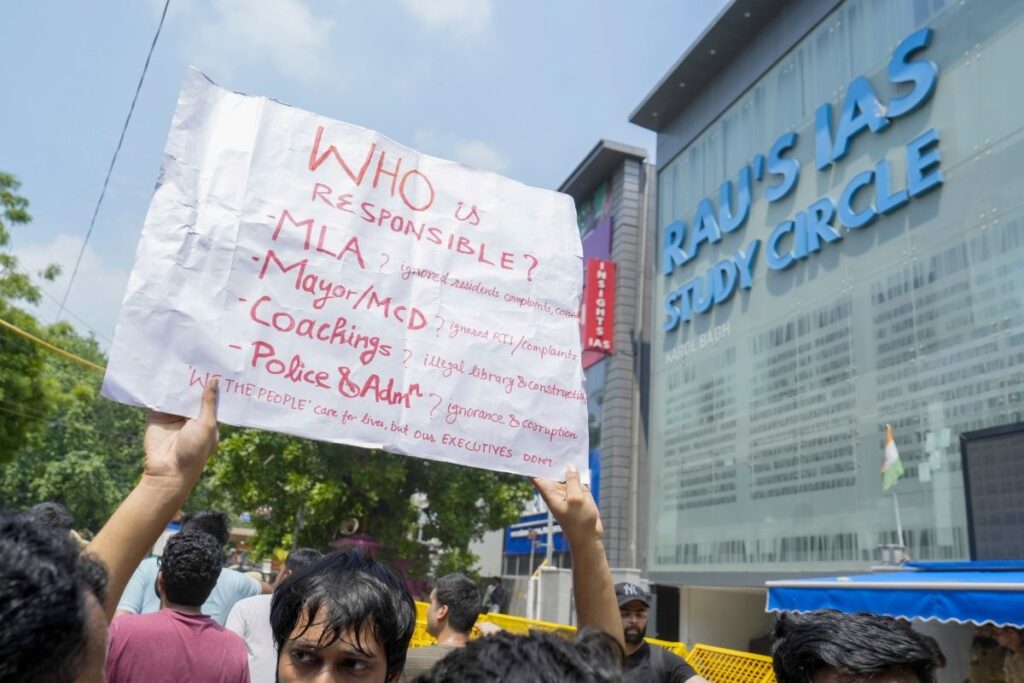 WHO is
RESPONSIBLE?
-MLA ? ignored residents complaints,
-Mayor/McD ? ignored RTI/complaints
-Coachings ? illegal library & construction
-Police & Admn ? ignorance & corruption
"WE THE PEOPLE' care for lives, but our EXECUTIVES DON'T
INSIGHTS IAS
RAU'S IAS
STUDY CIRCLE
KAROL BAGH